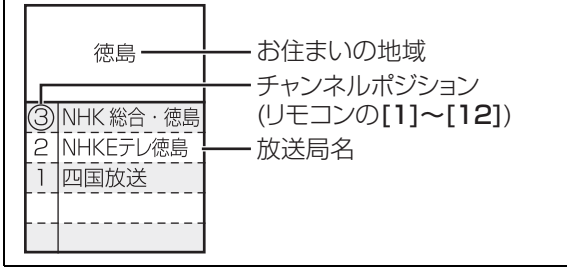 徳島
お住まいの地域
チャンネルポジション
(リモコンの[1]～[12])
③ NHK 総合・徳島
2 NHKEテレ徳島
放送局名
1 四国放送